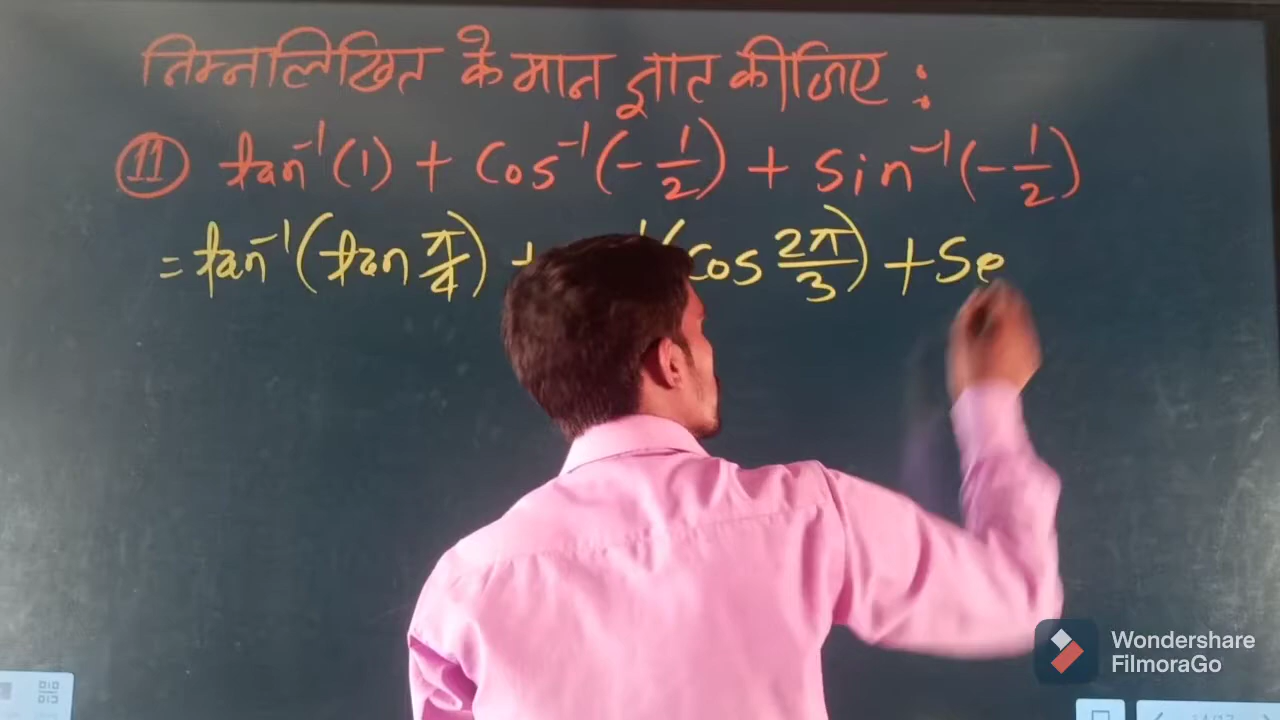 निम्नलिखित के मान ज्ञात कीजिए :
⑪ tan⁻¹(1) + Cos⁻¹(-1/2) + Sin⁻¹(-1/2)
= tan⁻¹(tan π/4) + ⁻¹(Cos 2π/3) + S
Wondershare
FilmoraGo